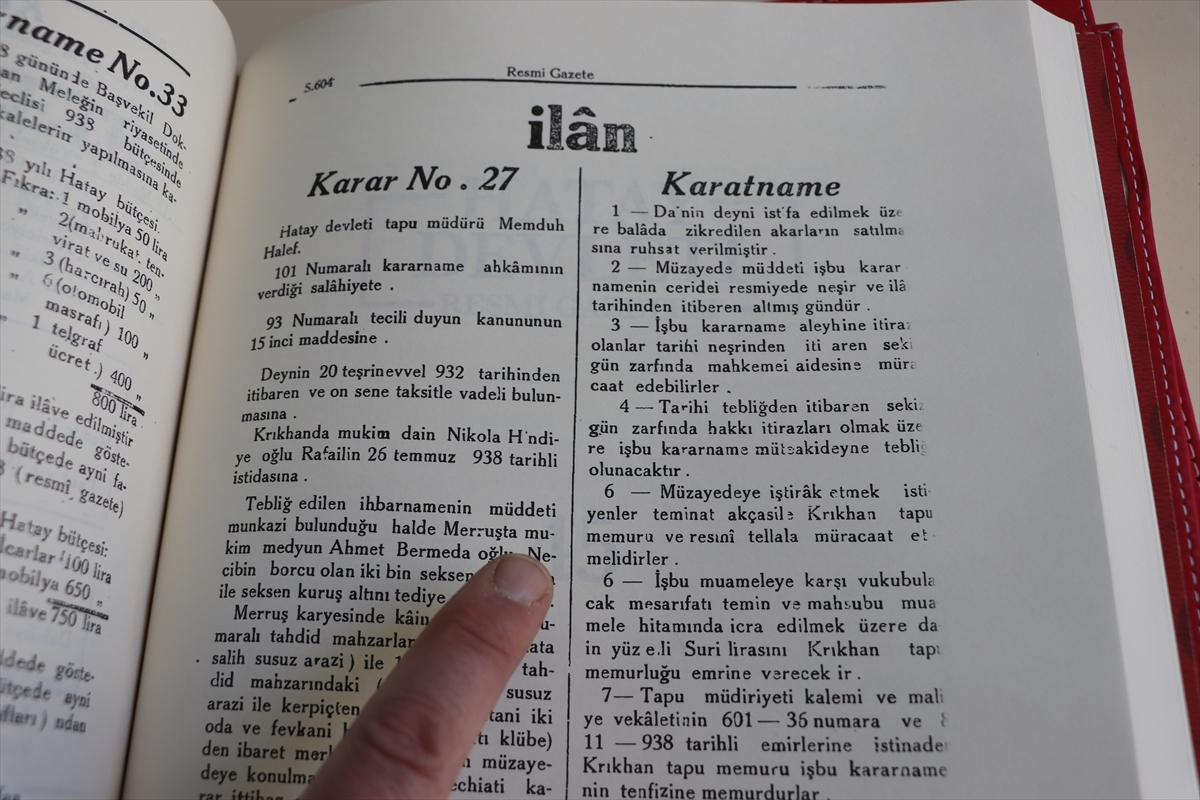 name No.33
gününde Başvekil Dok-
an Meleğin riyasetinde
eclisi 938 bütçesinde
kalelerin yapılmasına ka-
38 yılı Hatay bütçesi.
Fıkra: 1 mobilya 50 lira
„ 2(mahrukat ten-
virat ve su 200 „
„ 3 (harcırah) 50 „
„ 6 (otomobil
masrafı) 100 „
„ 1 telgraf
ücret.) 400 „
800 lira
ira ilâve edilmiştir
maddede göste-
bütçede ayni fa-
(resmî gazete)
Hatay bütçesi:
İcarlar 1100 lira
mobilya 650 „
ilâve 750 lira
ddede göste-
ütçede ayni
ndan
S.604
Resmi Gazete
ilân
Karar No . 27
Hatay devleti tapu müdürü Memduh
Halef.
101 Numaralı kararname ahkâmının
verdiği salâhiyete .
93 Numaralı tecili duyun kanununun
15 inci maddesine .
Deynin 20 teşrinevvel 932 tarihinden
itibaren ve on sene taksitle vadeli bulun-
masına .
Krıkhanda mukim dain Nikola H'ndi-
ye oğlu Rafailin 26 temmuz 938 tarihli
istidasına .
Tebliğ edilen ihbarnamenin müddeti
munkazi bulunduğu halde Merruşta mu-
kim medyun Ahmet Bermeda oğlu Ne-
cibin borcu olan iki bin seksen
ile seksen kuruş altını tediye
Merruş karyesinde kâin u-
maralı tahdid mahzarlar ata
salih susuz arazi ) ile 1 tah-
did mahzarındaki ( susuz
arazi ile kerpiçten tani iki
oda ve fevkani tı klübe)
den ibaret merh n müzaye-
deye konulma echiati ka-
rar ittihaz
Karatname
1 — Da'nin deyni ist'fa edilmek üze
re balâda zikredilen akarların satılma
sına ruhsat verilmiştir .
2 — Müzayede müddeti işbu karar
namenin ceridei resmiyede neşir ve ilâ
tarihinden itiberen altmış gündür .
3 — İşbu kararname aleyhine itiraz
olanlar tarihi neşrinden iti aren seki
gün zarfında mahkemei aidesine müra
caat edebilirler .
4 — Tarihi tebliğden itibaren sekiz
gün zarfında hakkı itirazları olmak üze
re işbu kararname müteakideyne tebliğ
olunacaktır .
6 — Müzayedeye iştirâk etmek isti
yenler teminat akçasile Krıkhan tapu
memuru ve resmî tellala müracaat et
melidirler .
6 — İşbu muameleye karşı vukubula
cak mesarıfatı temin ve mahsubu mua
mele hitamında icra edilmek üzere da
in yüz elli Suri lirasını Krıkhan tapı
memurluğu emrine verecek ir .
7— Tapu müdiriyeti kalemi ve mali
ye vekâletinin 601 — 36 numara ve 8
11 — 938 tarihli emirlerine istinade
Krıkhan tapu memuru işbu kararname
nin tenfizine memurdurlar .